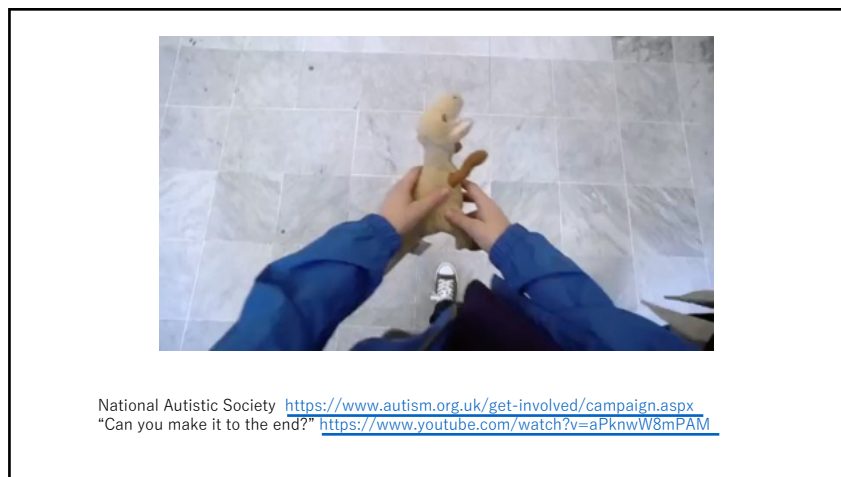 National Autistic Society https://www.autism.org.uk/get-involved/campaign.aspx
“Can you make it to the end?” https://www.youtube.com/watch?v=aPknwW8mPAM